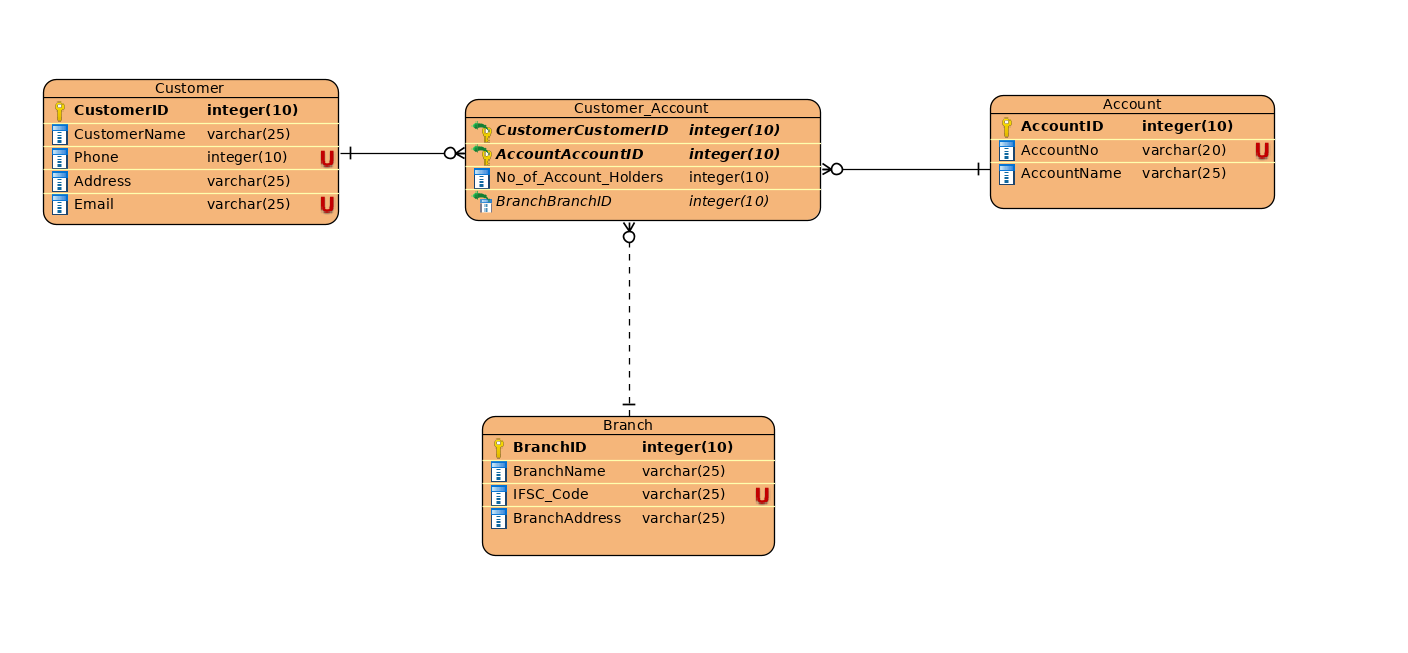 Customer
CustomerID integer(10)
CustomerName varchar(25)
Phone integer(10) U
Address varchar(25)
Email varchar(25) U
Customer_Account
CustomerCustomerID integer(10)
AccountAccountID integer(10)
No_of_Account_Holders integer(10)
BranchBranchID integer(10)
Account
AccountID integer(10)
AccountNo varchar(20) U
AccountName varchar(25)
Branch
BranchID integer(10)
BranchName varchar(25)
IFSC_Code varchar(25) U
BranchAddress varchar(25)